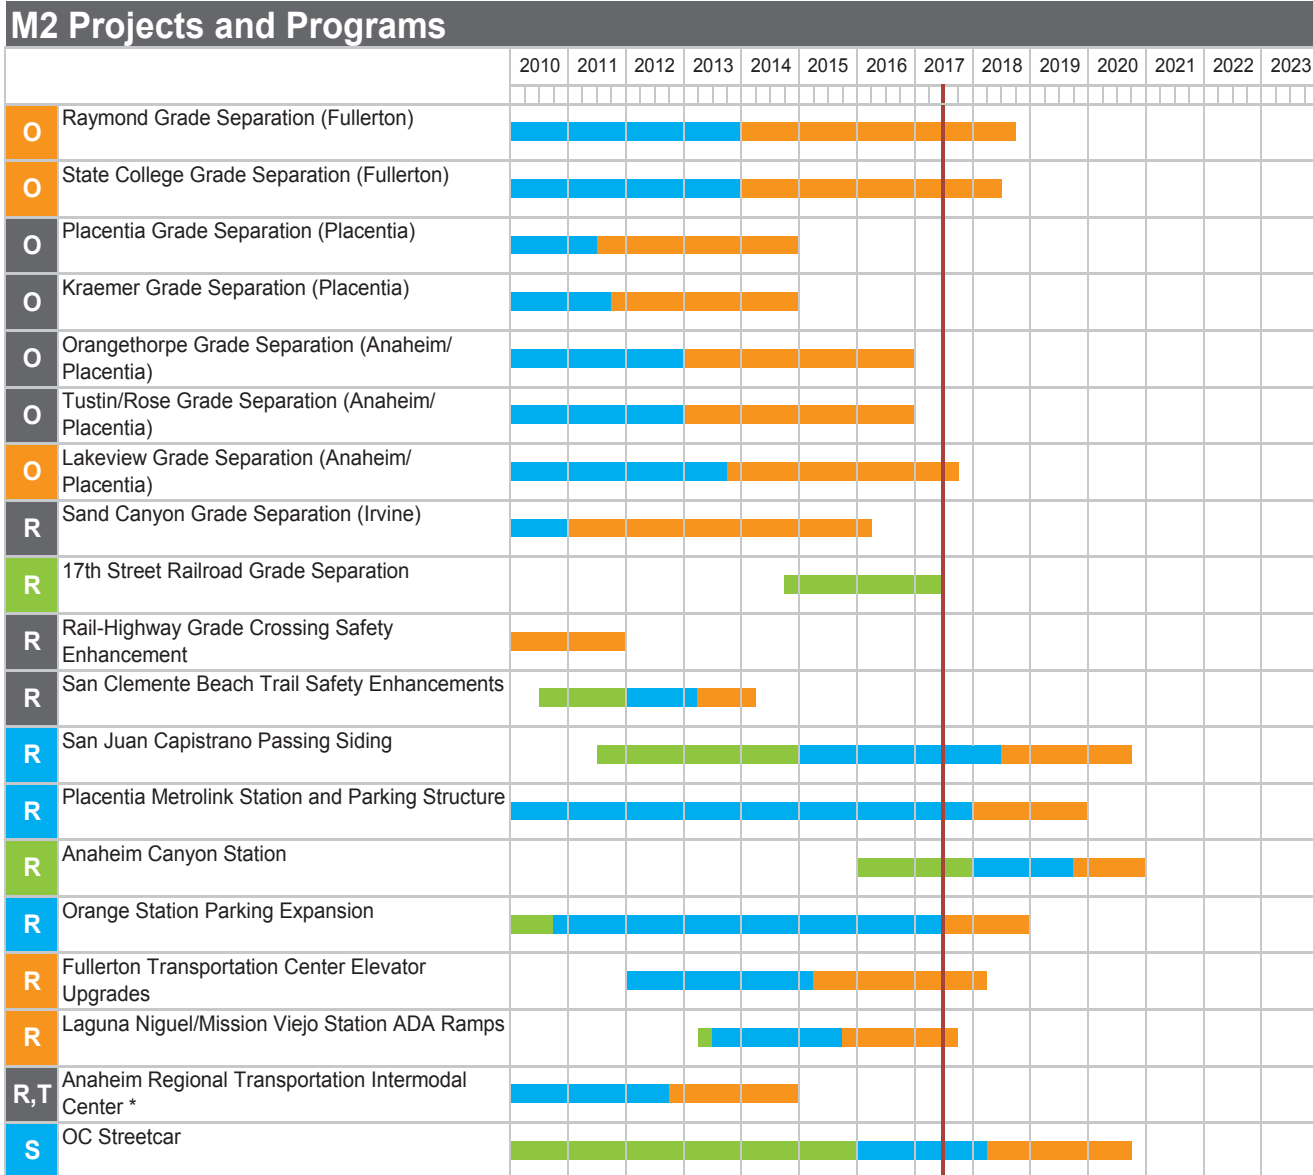 M2 Projects and Programs
2010 2011 2012 2013 2014 2015 2016 2017 2018 2019 2020 2021 2022 2023
O Raymond Grade Separation (Fullerton)
O State College Grade Separation (Fullerton)
O Placentia Grade Separation (Placentia)
O Kraemer Grade Separation (Placentia)
O Orangethorpe Grade Separation (Anaheim/
Placentia)
O Tustin/Rose Grade Separation (Anaheim/
Placentia)
O Lakeview Grade Separation (Anaheim/
Placentia)
R Sand Canyon Grade Separation (Irvine)
R 17th Street Railroad Grade Separation
R Rail-Highway Grade Crossing Safety
Enhancement
R San Clemente Beach Trail Safety Enhancements
R San Juan Capistrano Passing Siding
R Placentia Metrolink Station and Parking Structure
R Anaheim Canyon Station
R Orange Station Parking Expansion
R Fullerton Transportation Center Elevator
Upgrades
R Laguna Niguel/Mission Viejo Station ADA Ramps
R,T Anaheim Regional Transportation Intermodal
Center *
S OC Streetcar